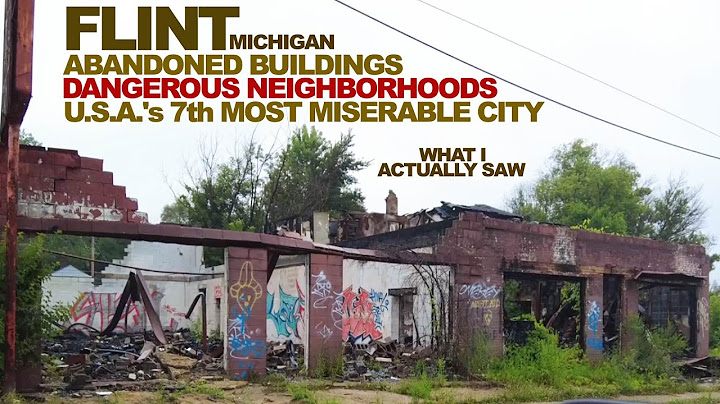 FLINT MICHIGAN
ABANDONED BUILDINGS
DANGEROUS NEIGHBORHOODS
U.S.A.'s 7th MOST MISERABLE CITY
WHAT I
ACTUALLY SAW